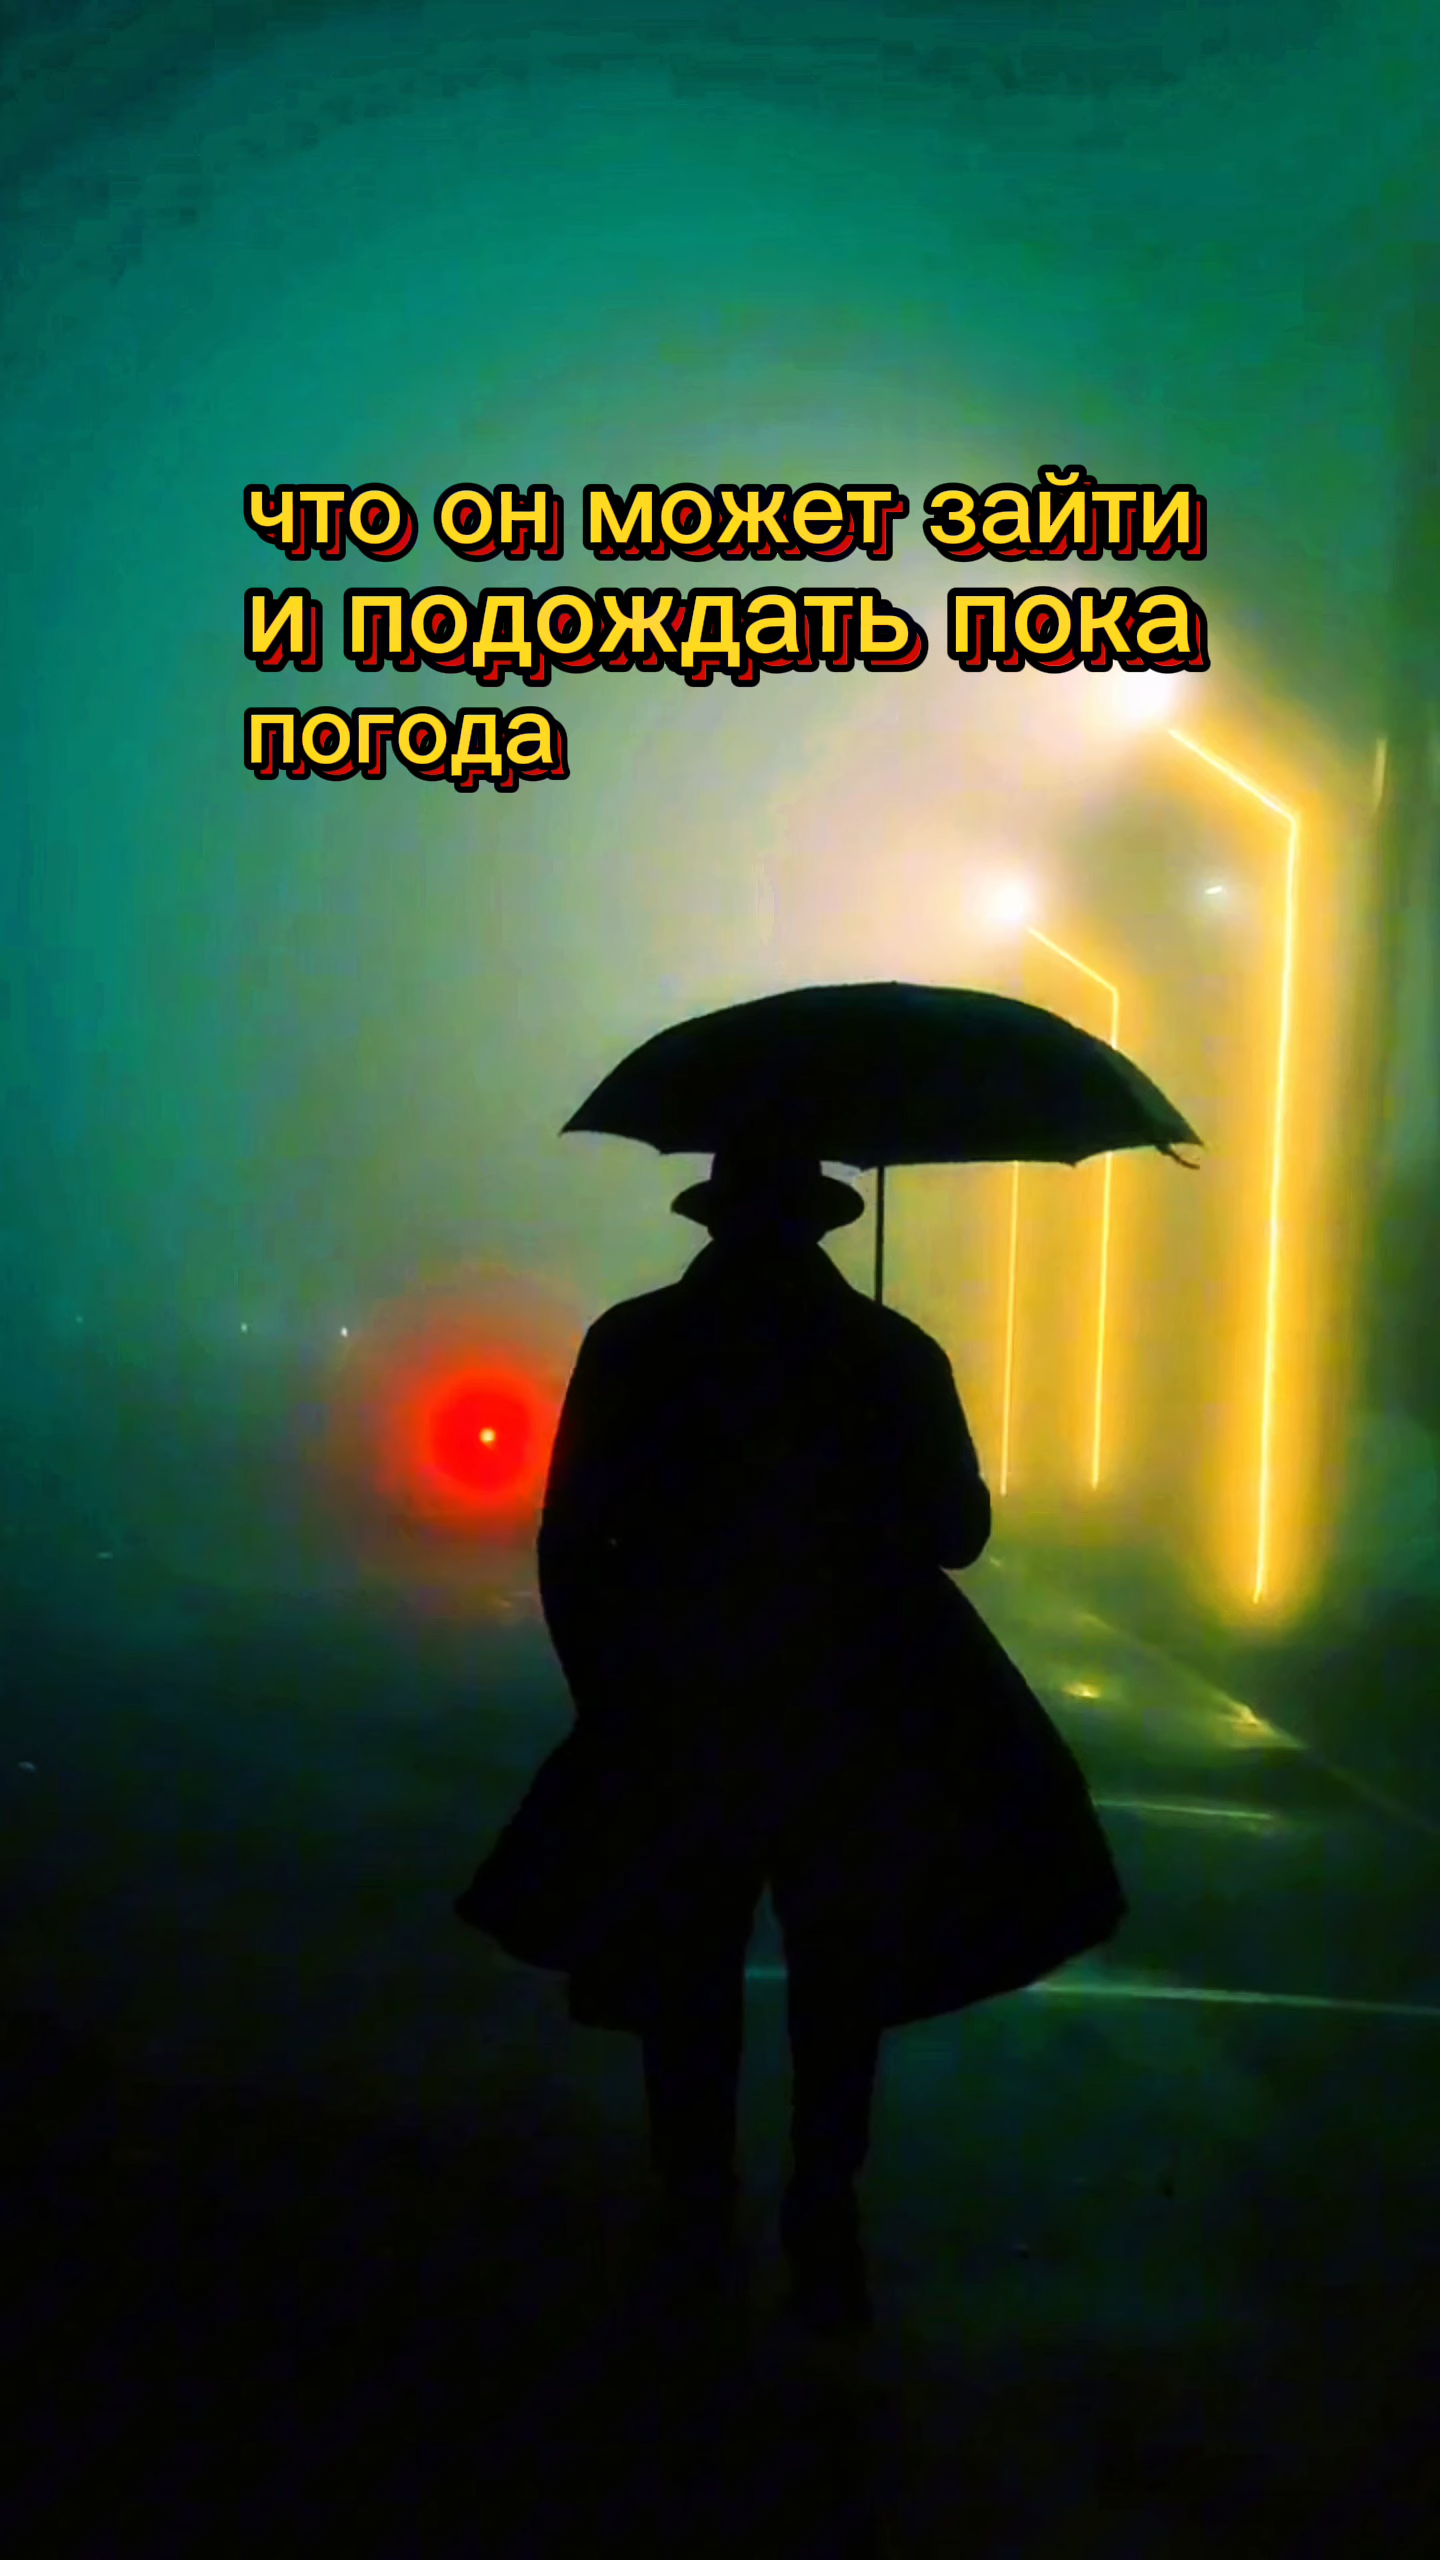 что он может зайти
и подождать пока
погода